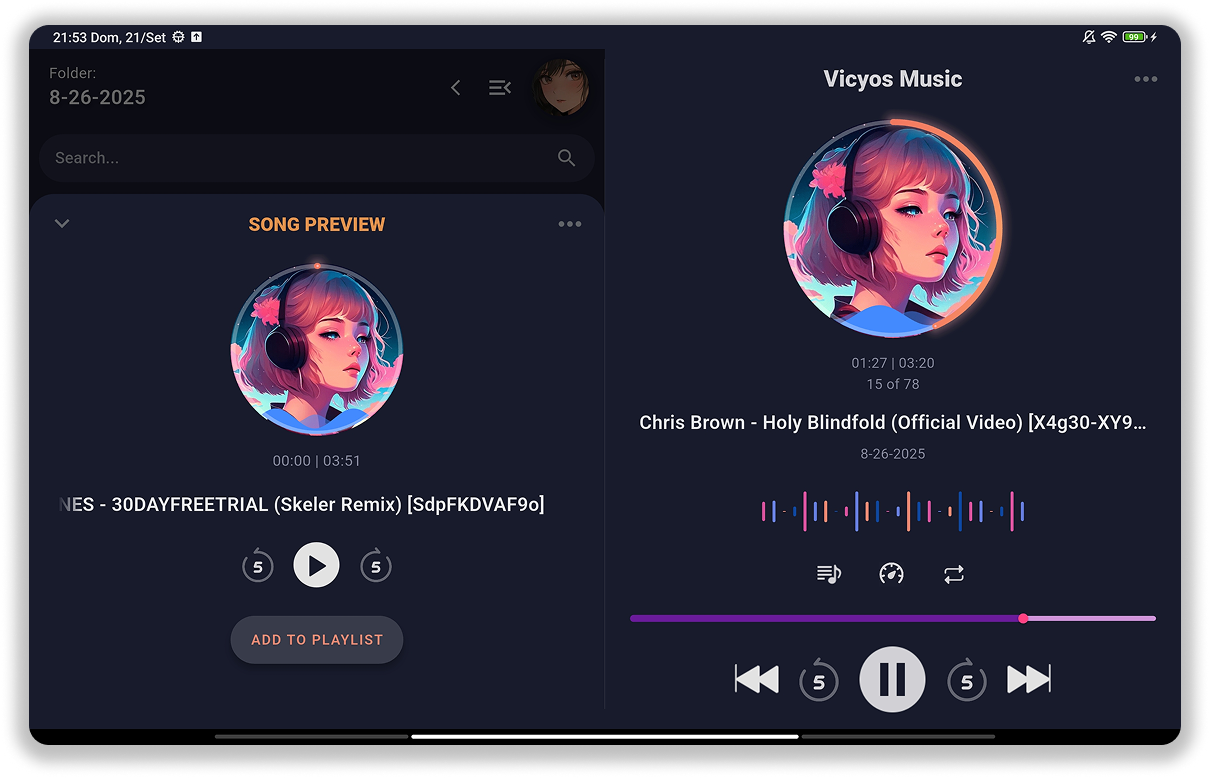 21:53 Dom, 21/Set
99
Folder:
8-26-2025
Search...
SONG PREVIEW
00:00 | 03:51
NES - 30DAYFREETRIAL (Skeler Remix) [SdpFKDVAF9o]
5
5
ADD TO PLAYLIST
Vicyos Music
01:27 | 03:20
15 of 78
Chris Brown - Holy Blindfold (Official Video) [X4g30-XY9...
8-26-2025
5
5